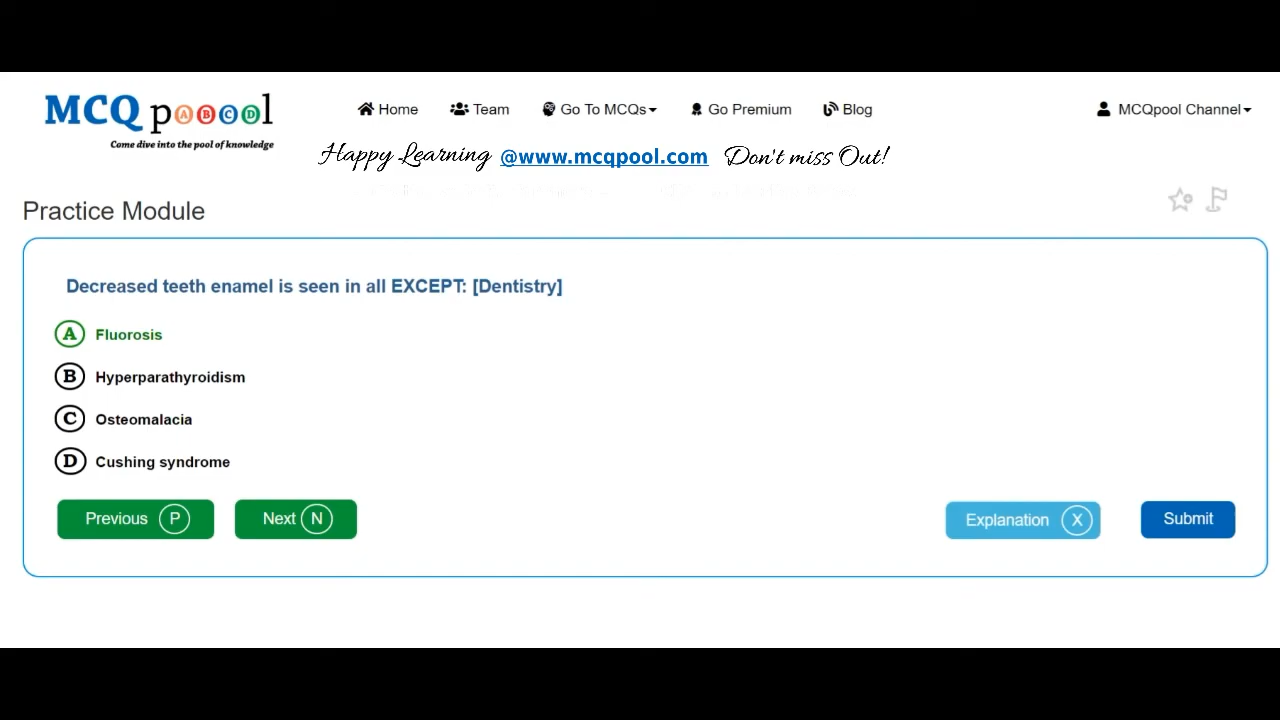 MCQ pABCDl
Come dive into the pool of knowledge
Home Team Go To MCQs Go Premium Blog MCQpool Channel
Happy Learning @www.mcqpool.com Don't miss Out!
Practice Module
Decreased teeth enamel is seen in all EXCEPT: [Dentistry]
A Fluorosis
B Hyperparathyroidism
C Osteomalacia
D Cushing syndrome
Previous P Next N Explanation X Submit